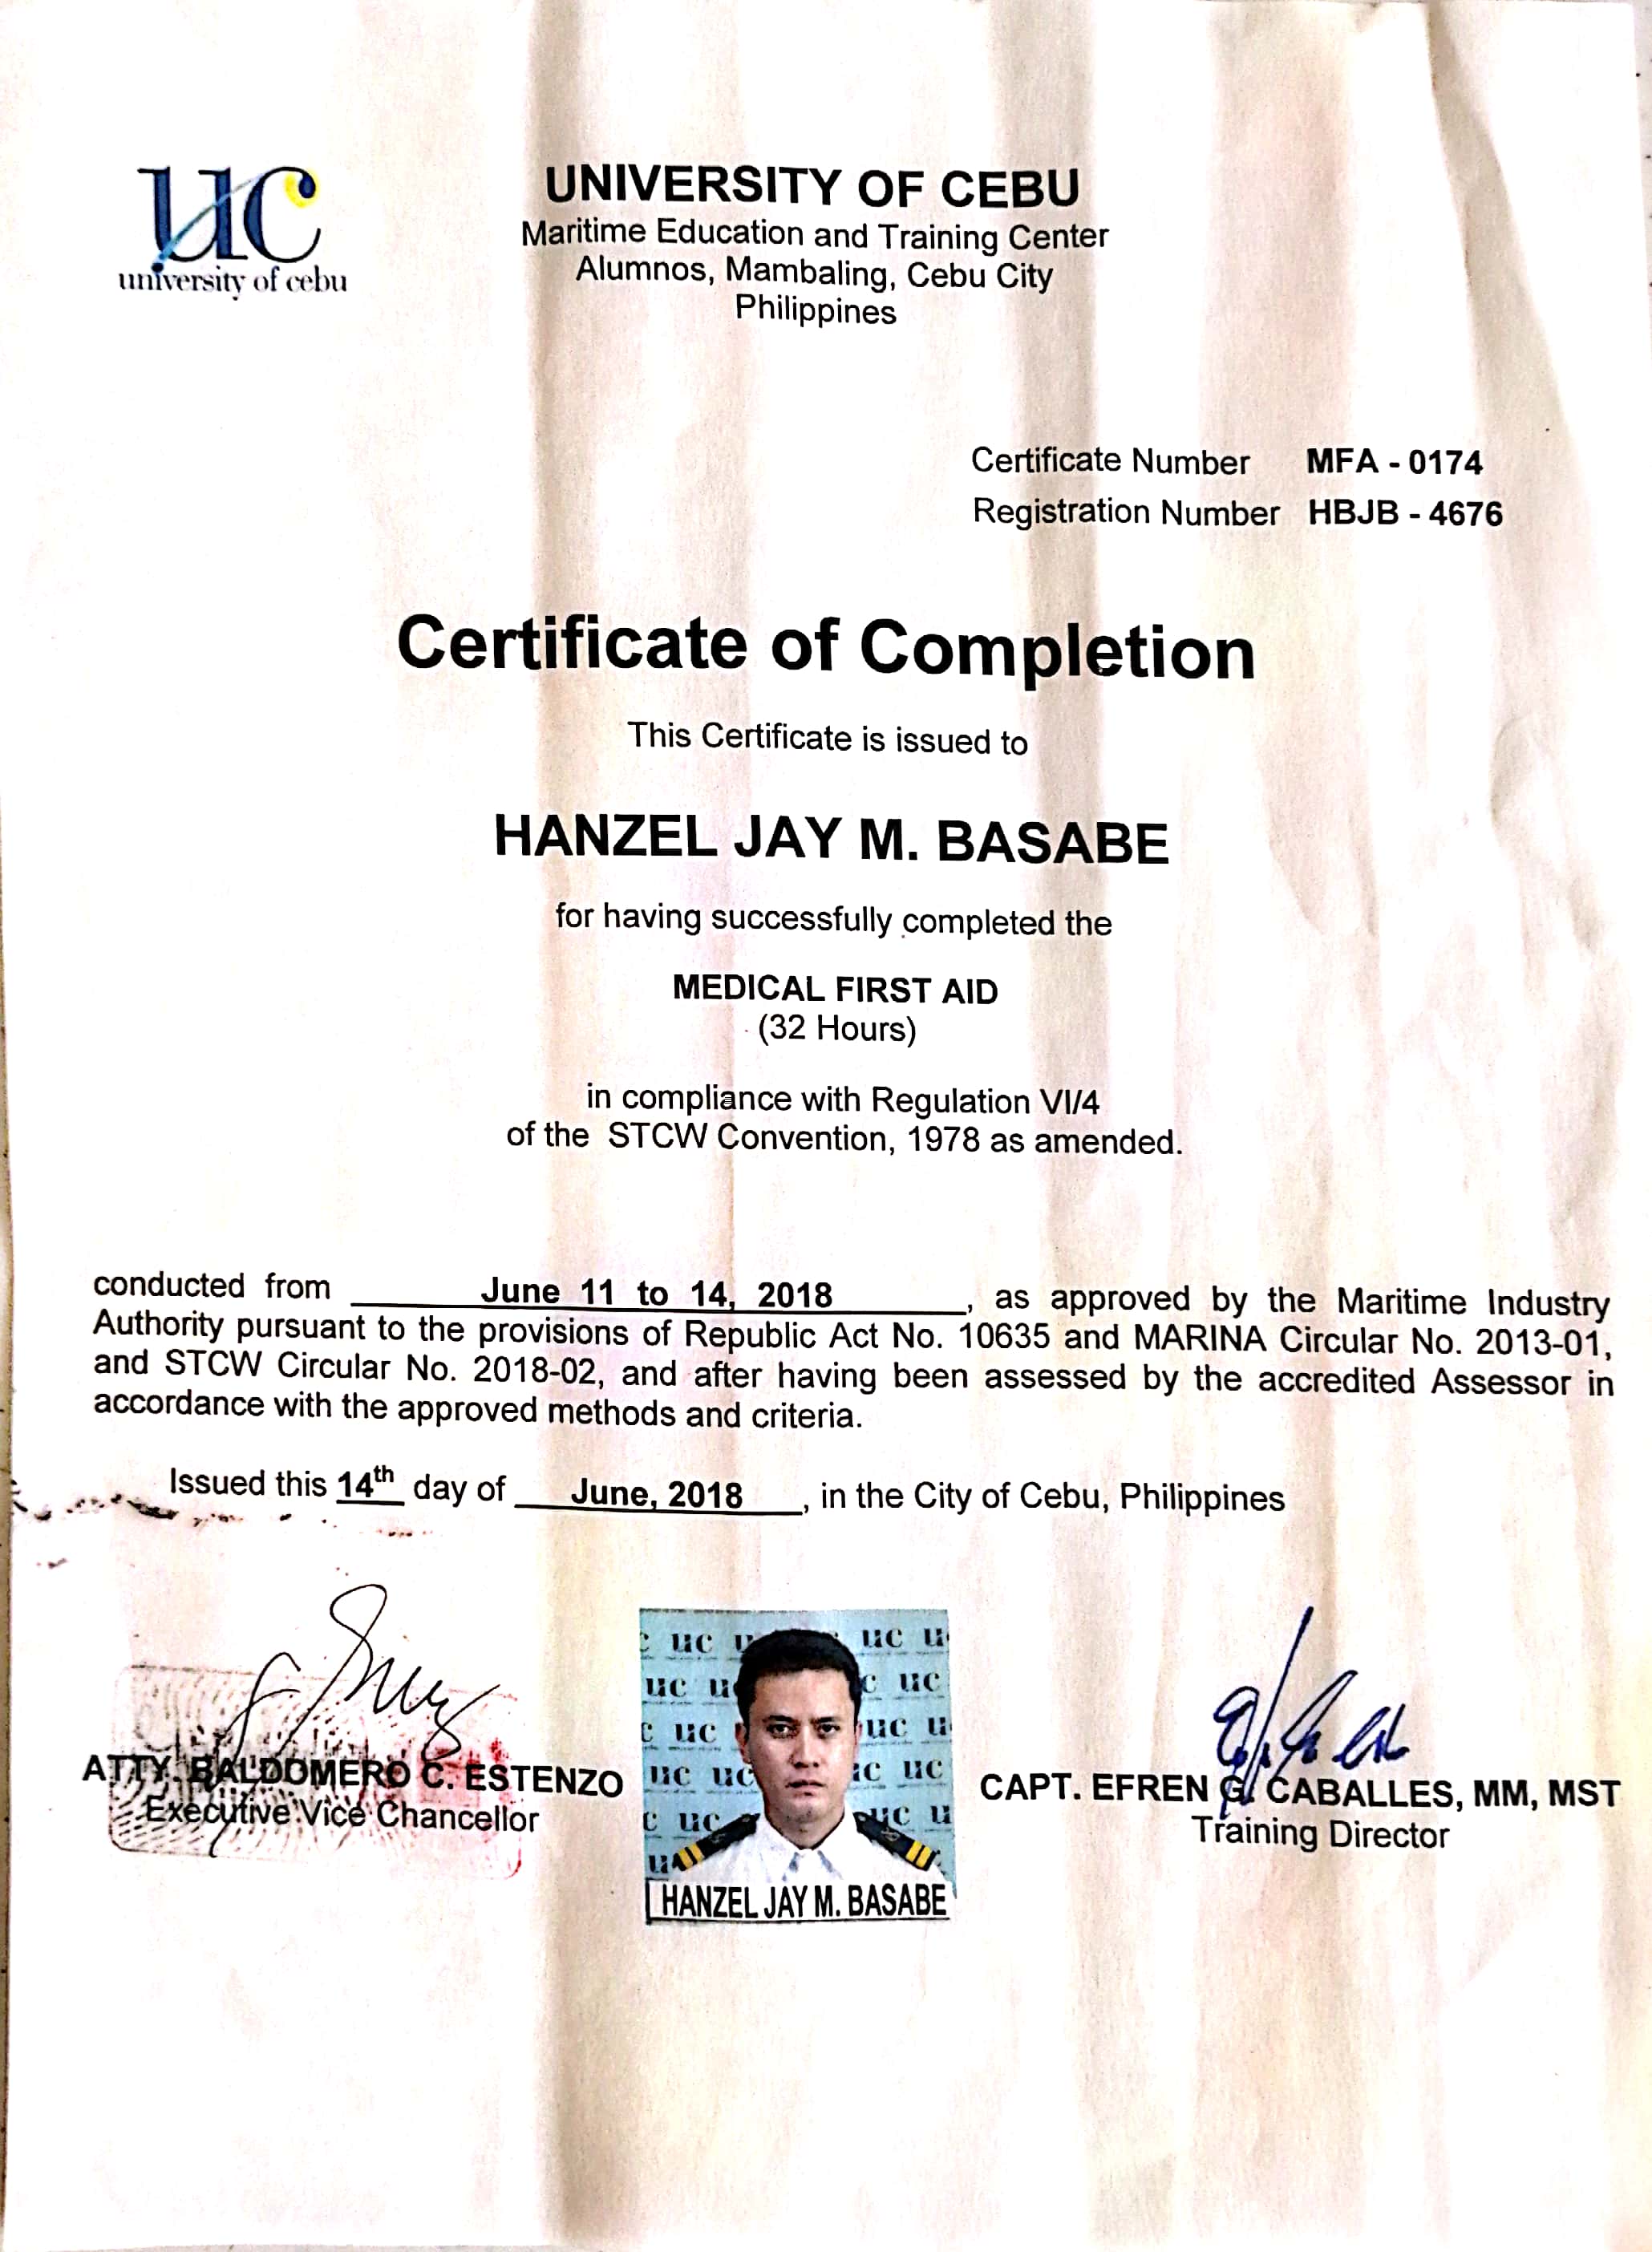 uc
university of cebu
UNIVERSITY OF CEBU
Maritime Education and Training Center
Alumnos, Mambaling, Cebu City
Philippines
Certificate Number MFA - 0174
Registration Number HBJB - 4676
Certificate of Completion
This Certificate is issued to
HANZEL JAY M. BASABE
for having successfully completed the
MEDICAL FIRST AID
(32 Hours)
in compliance with Regulation VI/4
of the STCW Convention, 1978 as amended.
conducted from June 11 to 14, 2018, as approved by the Maritime Industry
Authority pursuant to the provisions of Republic Act No. 10635 and MARINA Circular No. 2013-01,
and STCW Circular No. 2018-02, and after having been assessed by the accredited Assessor in
accordance with the approved methods and criteria.
Issued this 14th day of June, 2018, in the City of Cebu, Philippines
ATTY. BALDOMERO C. ESTENZO
Executive Vice Chancellor
HANZEL JAY M. BASABE
CAPT. EFREN G. CABALLES, MM, MST
Training Director